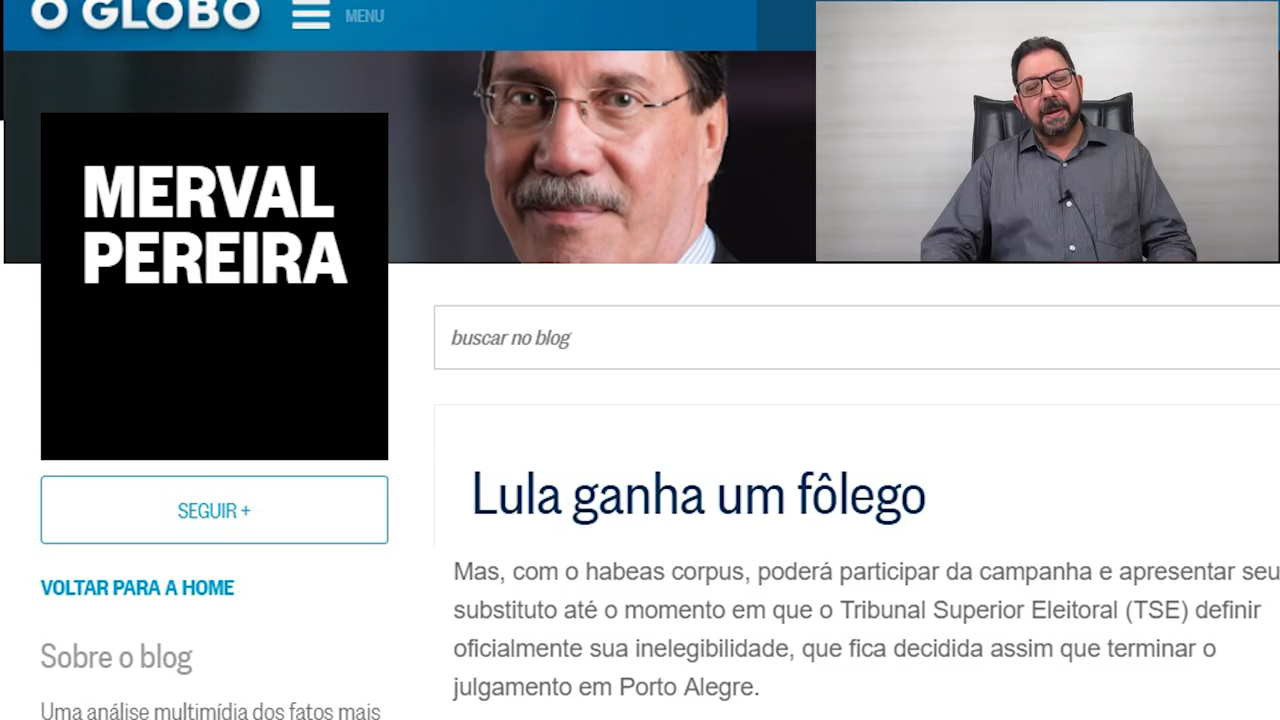 O GLOBO MENU
MERVAL
PEREIRA
buscar no blog
Lula ganha um fôlego
SEGUIR +
Mas, com o habeas corpus, poderá participar da campanha e apresentar seu
substituto até o momento em que o Tribunal Superior Eleitoral (TSE) definir
oficialmente sua inelegibilidade, que fica decidida assim que terminar o
julgamento em Porto Alegre.
VOLTAR PARA A HOME
Sobre o blog
Uma análise multimídia dos fatos mais